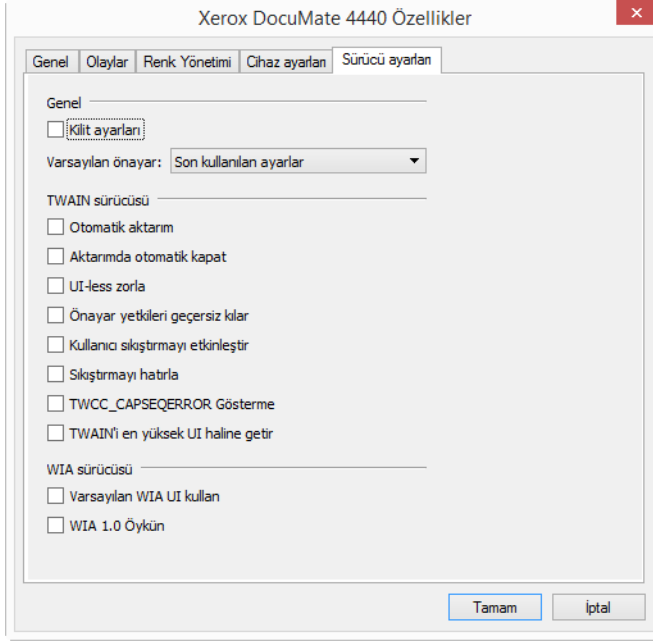 Xerox DocuMate 4440 Özellikler
Genel Olaylar Renk Yönetimi Cihaz ayarları Sürücü ayarları
Genel
Kilit ayarları
Varsayılan önayar: Son kullanılan ayarlar
TWAIN sürücüsü
Otomatik aktarım
Aktarımda otomatik kapat
UI-less zorla
Önayar yetkileri geçersiz kılar
Kullanıcı sıkıştırmayı etkinleştir
Sıkıştırmayı hatırla
TWCC_CAPSEQERROR Gösterme
TWAIN'i en yüksek UI haline getir
WIA sürücüsü
Varsayılan WIA UI kullan
WIA 1.0 Öykün
Tamam İptal